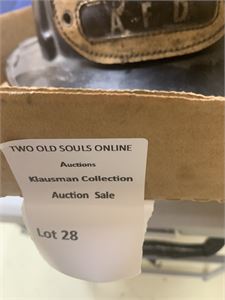 R F D
TWO OLD SOULS ONLINE
Auctions
Klausman Collection
Auction Sale
Lot 28